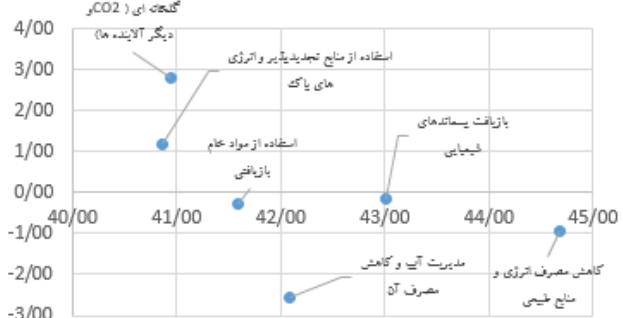 گلخانه ای ( CO2و
دیگر آلاینده ها)
4/00
3/00
استفاده از منابع تجدیدپذیر و انرژی
های پاک
2/00
بازیافت پسماندهای
شیمیایی
استفاده از مواد خام
بازیافتی
1/00
0/00
40/00 41/00 42/00 43/00 44/00 45/00
-1/00
مدیریت آب و کاهش
مصرف آن
کاهش مصرف انرژی و
منابع طبیعی
-2/00
-3/00